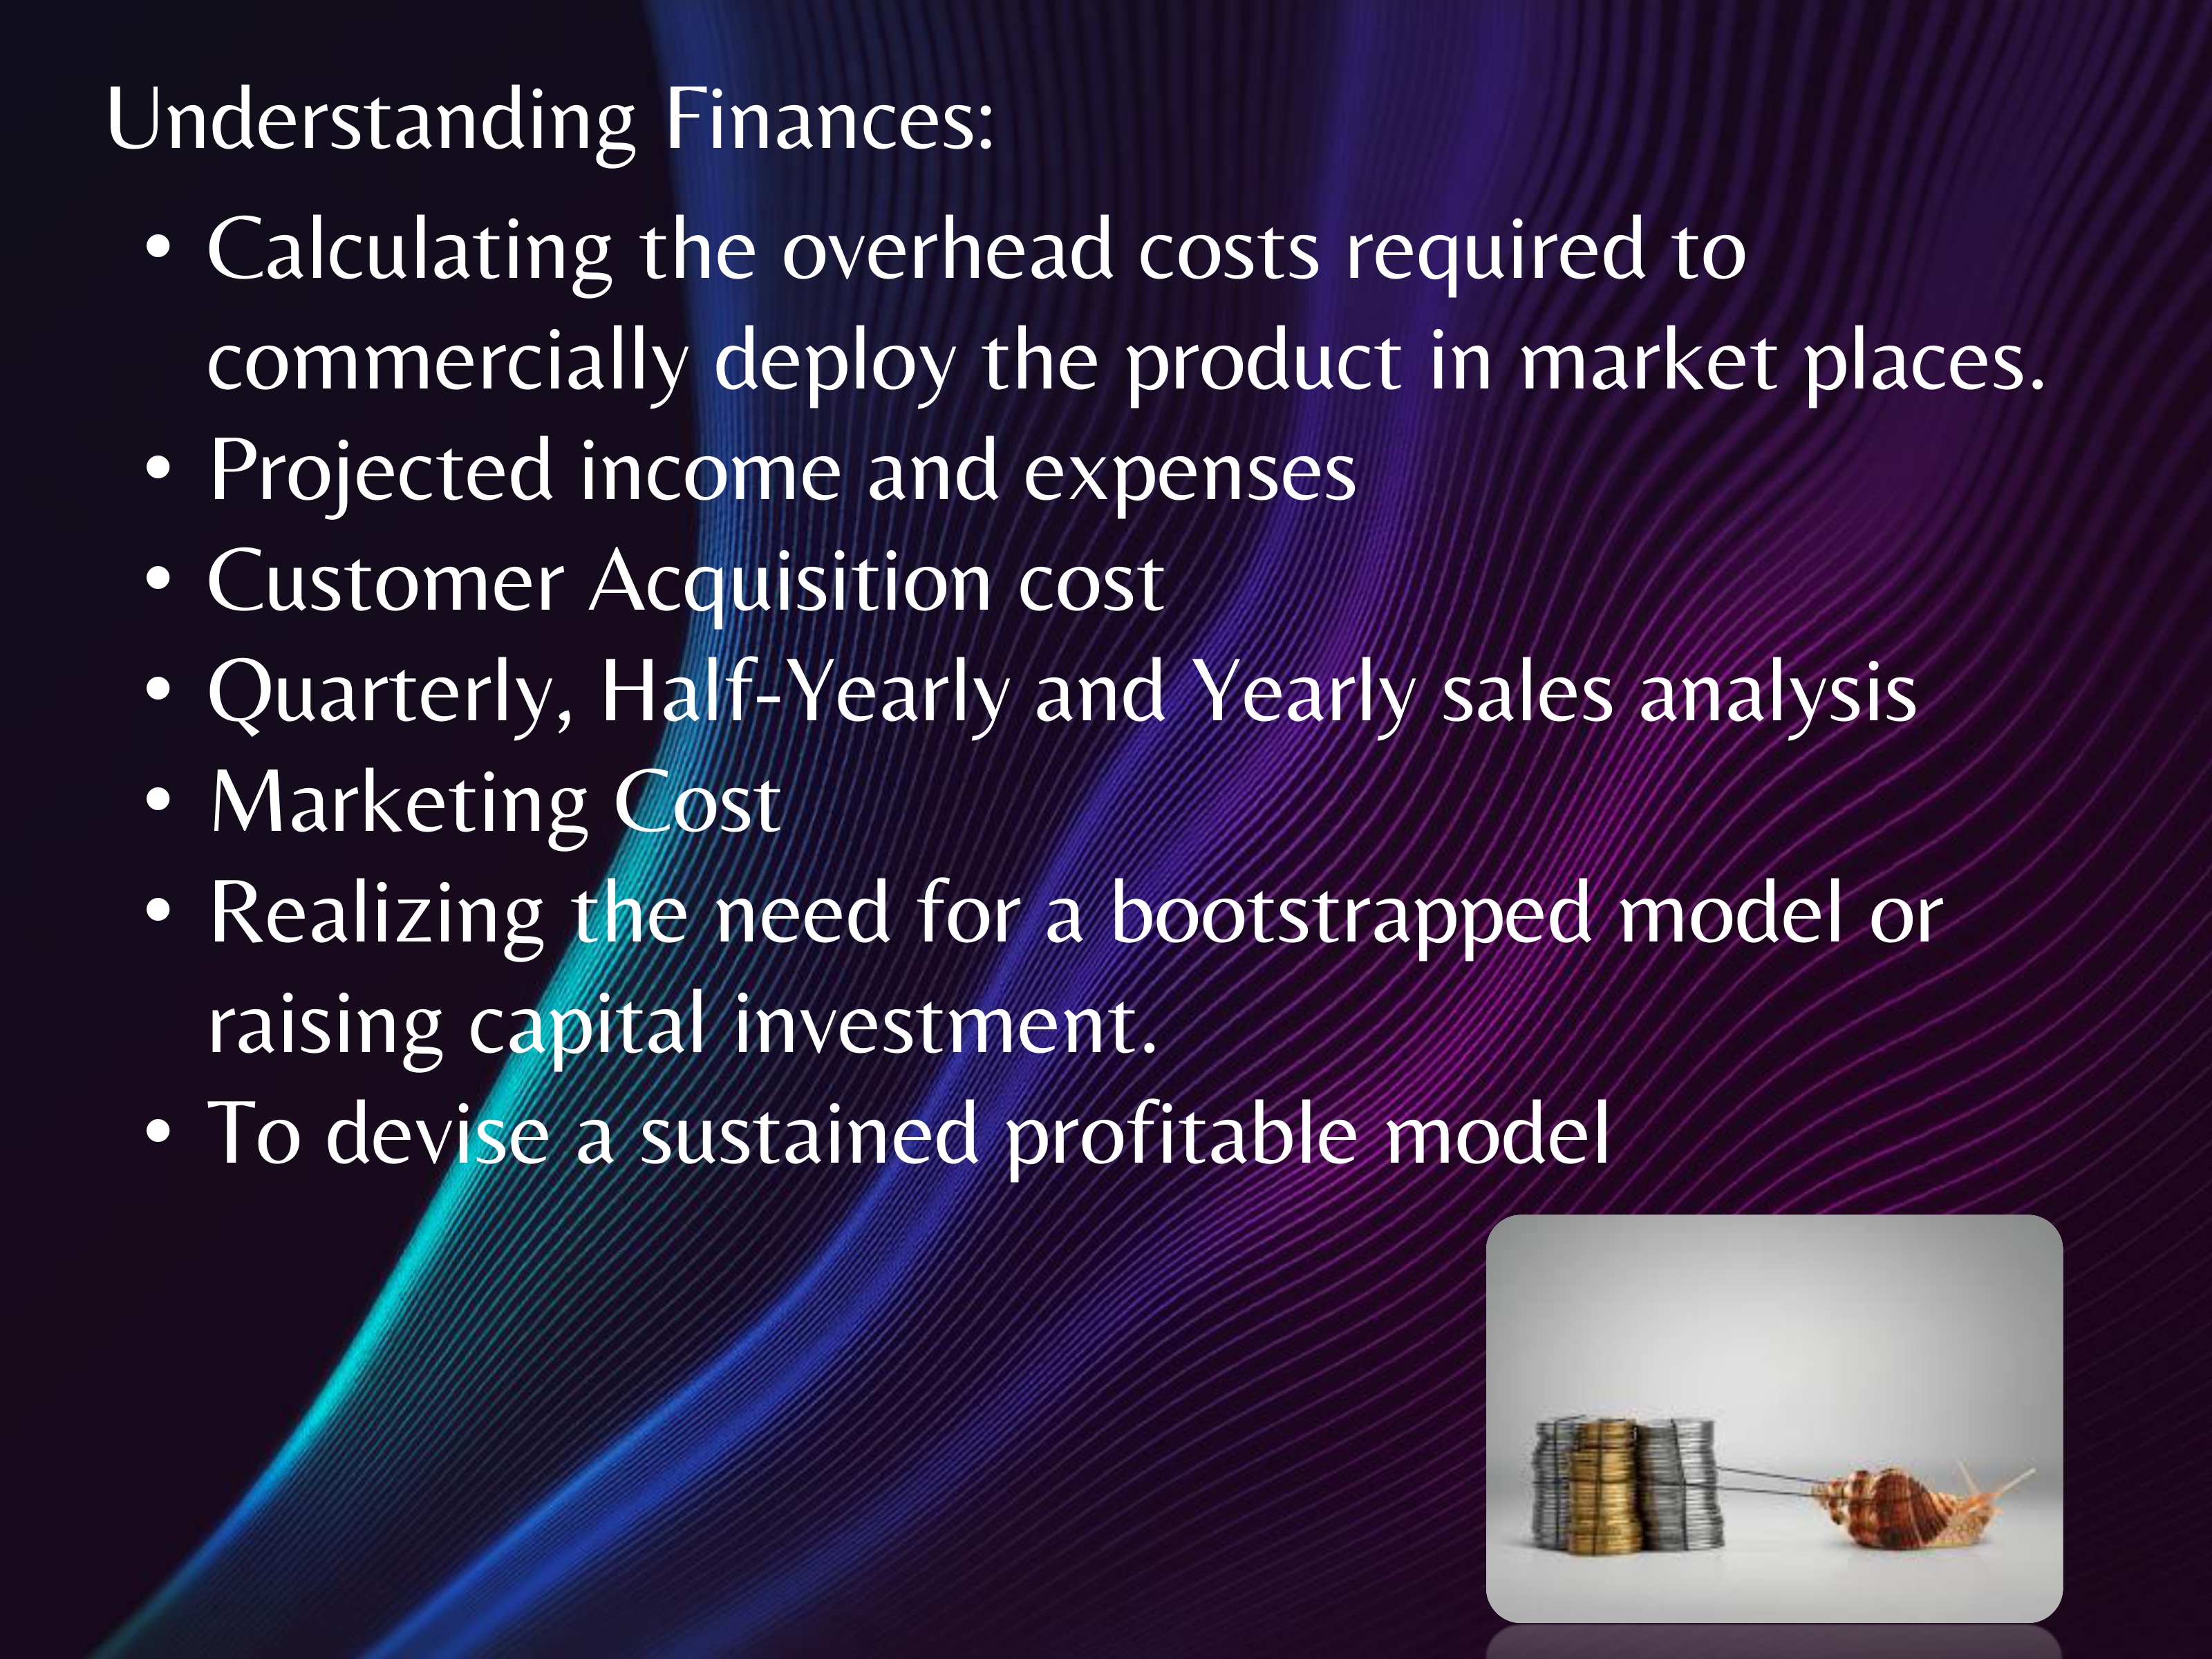 Understanding Finances:
• Calculating the overhead costs required to
commercially deploy the product in market places.
• Projected income and expenses
• Customer Acquisition cost
• Quarterly, Half-Yearly and Yearly sales analysis
• Marketing Cost
• Realizing the need for a bootstrapped model or
raising capital investment.
• To devise a sustained profitable model